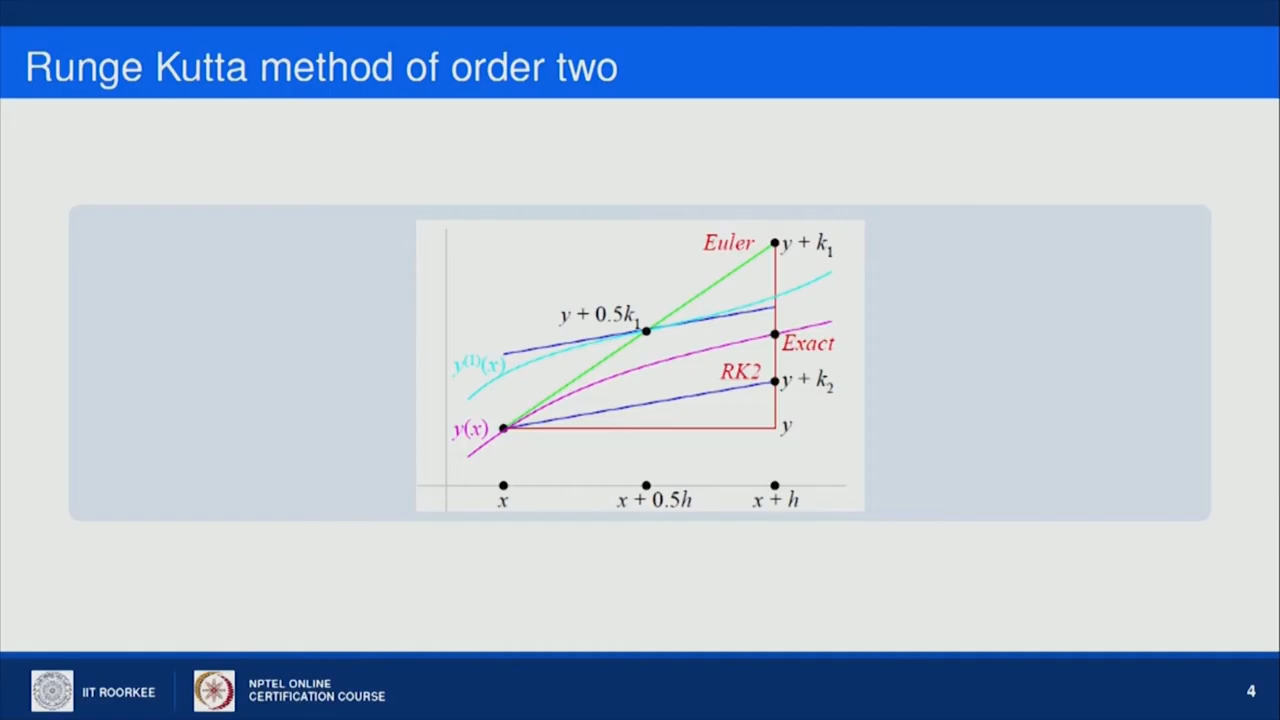 Runge Kutta method of order two
Euler
y + k₁
y + 0.5k₁
y⁽¹⁾(x)
Exact
RK2
y + k₂
y(x)
y
x
x + 0.5h
x + h
IIT ROORKEE
NPTEL ONLINE
CERTIFICATION COURSE
4